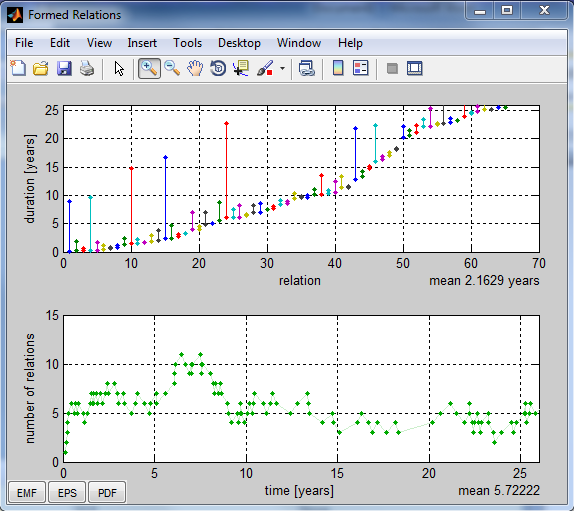 Formed Relations
File Edit View Insert Tools Desktop Window Help
25
20
15
10
5
0
duration [years]
0 10 20 30 40 50 60 70
relation
mean 2.1629 years
15
10
5
0
number of relations
0 5 10 15 20 25
time [years]
mean 5.72222
EMF EPS PDF